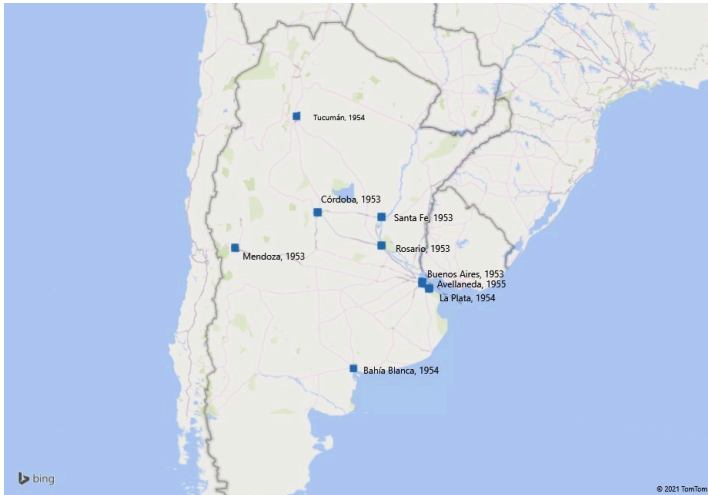 Tucumán, 1954
Córdoba, 1953
Santa Fe, 1953
Rosario, 1953
Mendoza, 1953
Buenos Aires, 1953
Avellaneda, 1955
La Plata, 1954
Bahía Blanca, 1954
bing
© 2021 TomTom